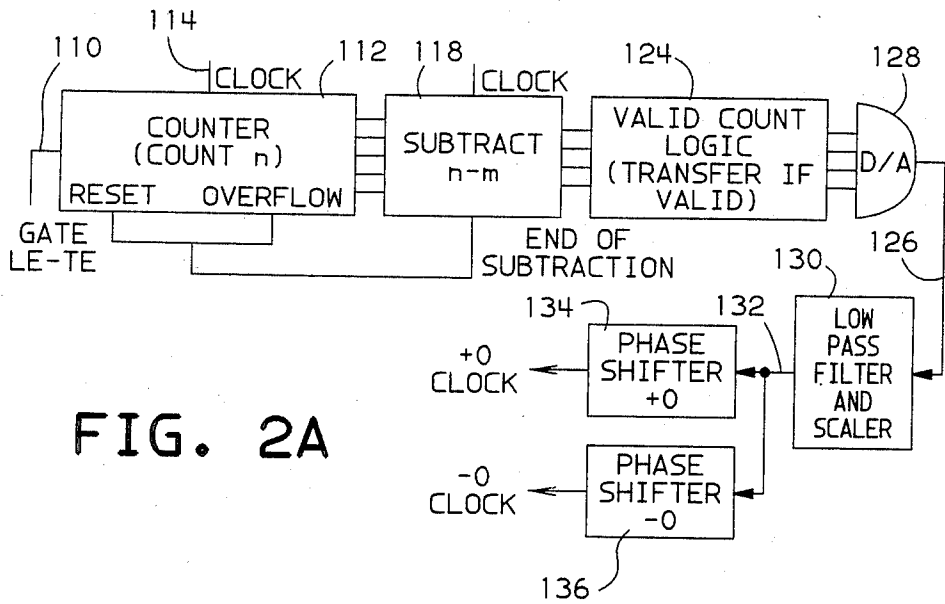 110
114
CLOCK
112
118
CLOCK
124
128
COUNTER
(COUNT n)
RESET
OVERFLOW
SUBTRACT
n-m
VALID COUNT
LOGIC
(TRANSFER IF
VALID)
D/A
GATE
LE-TE
END OF
SUBTRACTION
126
130
132
134
LOW
PASS
FILTER
AND
SCALER
PHASE
SHIFTER
+0
+0
CLOCK
FIG. 2A
PHASE
SHIFTER
-0
-0
CLOCK
136